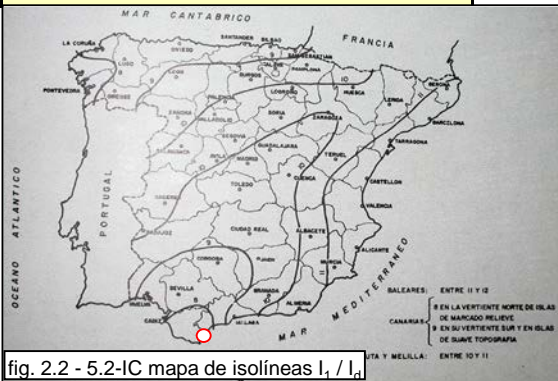 MAR CANTABRICO
LA CORUÑA
LUGO
OVIEDO
SANTANDER
BILBAO
SAN SEBASTIAN
FRANCIA
PONTEVEDRA
ORENSE
LEON
BURGOS
PAMPLONA
LOGROÑO
HUESCA
10
GERONA
LERIDA
BARCELONA
TARRAGONA
PALENCIA
ZAMORA
VALLADOLID
SORIA
ZARAGOZA
SEGOVIA
SALAMANCA
AVILA
MADRID
GUADALAJARA
TERUEL
CUENCA
CASTELLON
VALENCIA
TOLEDO
CACERES
BADAJOZ
CIUDAD REAL
ALBACETE
ALICANTE
MURCIA
11
CORDOBA
JAEN
SEVILLA
HUELVA
GRANADA
ALMERIA
CADIZ
MALAGA
OCEANO ATLANTICO
PORTUGAL
MAR MEDITERRANEO
BALEARES: ENTRE 11 Y 12
CANARIAS
8 EN LA VERTIENTE NORTE DE ISLAS
DE MARCADO RELIEVE
9 EN SU VERTIENTE SUR Y EN ISLAS
DE SUAVE TOPOGRAFIA
UTA Y MELILLA: ENTRE 10 Y 11
fig. 2.2 - 5.2-IC mapa de isolíneas I₁ / I_d